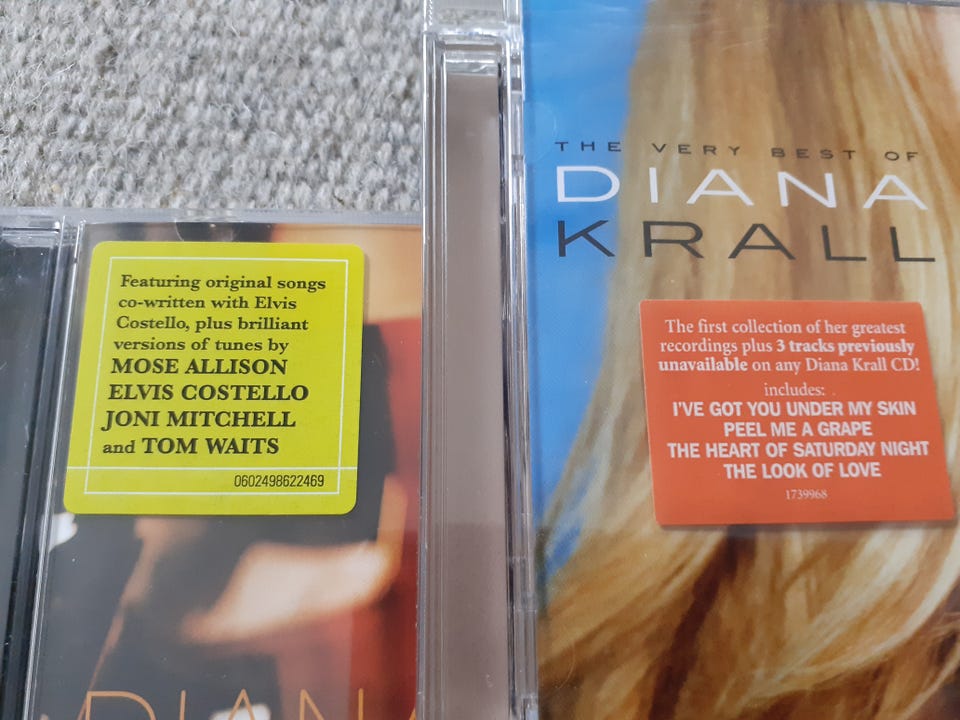 Featuring original songs
co-written with Elvis
Costello, plus brilliant
versions of tunes by
MOSE ALLISON
ELVIS COSTELLO
JONI MITCHELL
and TOM WAITS
0602498622469
DIANA
THE VERY BEST OF
DIANA
KRALL
The first collection of her greatest
recordings plus 3 tracks previously
unavailable on any Diana Krall CD!
includes:
I'VE GOT YOU UNDER MY SKIN
PEEL ME A GRAPE
THE HEART OF SATURDAY NIGHT
THE LOOK OF LOVE
1739968